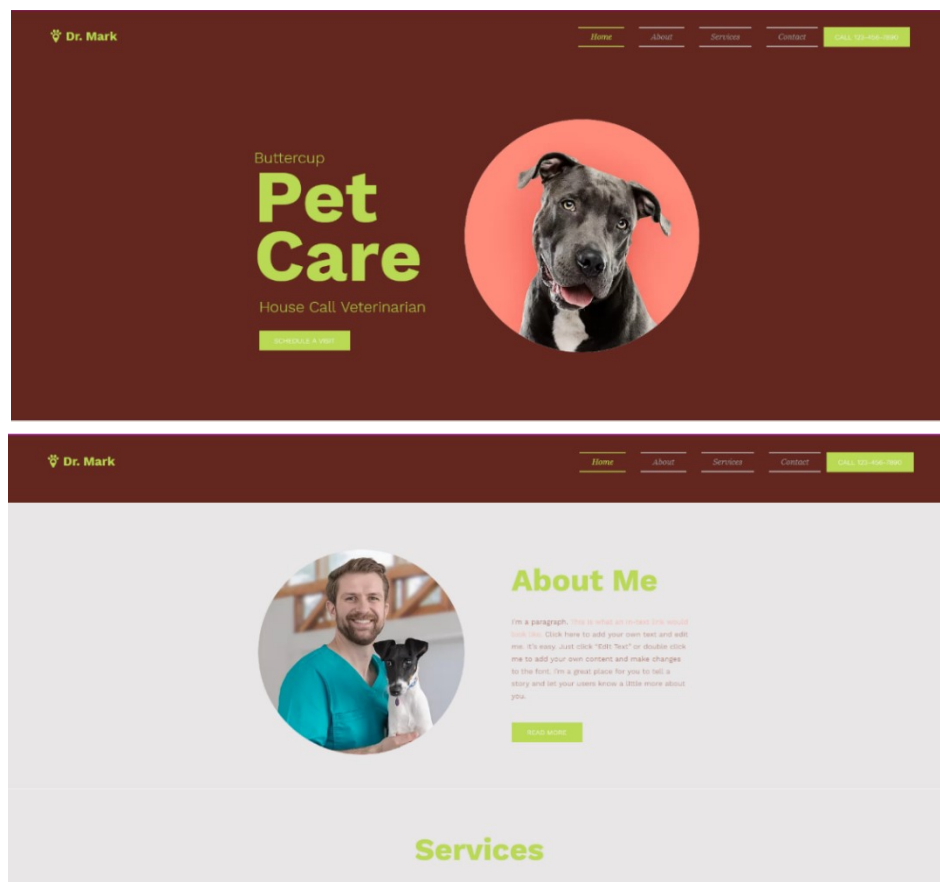 Dr. Mark
Home About Services Contact CALL 123-456-7890
Buttercup
Pet
Care
House Call Veterinarian
SCHEDULE A VISIT
Dr. Mark
Home About Services Contact CALL 123-456-7890
About Me
I'm a paragraph. This is what an inline link would
look like. Click here to add your own text and edit
me. It's easy. Just click "Edit Text" or double click
me to add your own content and make changes
to the font. I'm a great place for you to tell a
story and let your users know a little more about
you.
READ MORE
Services